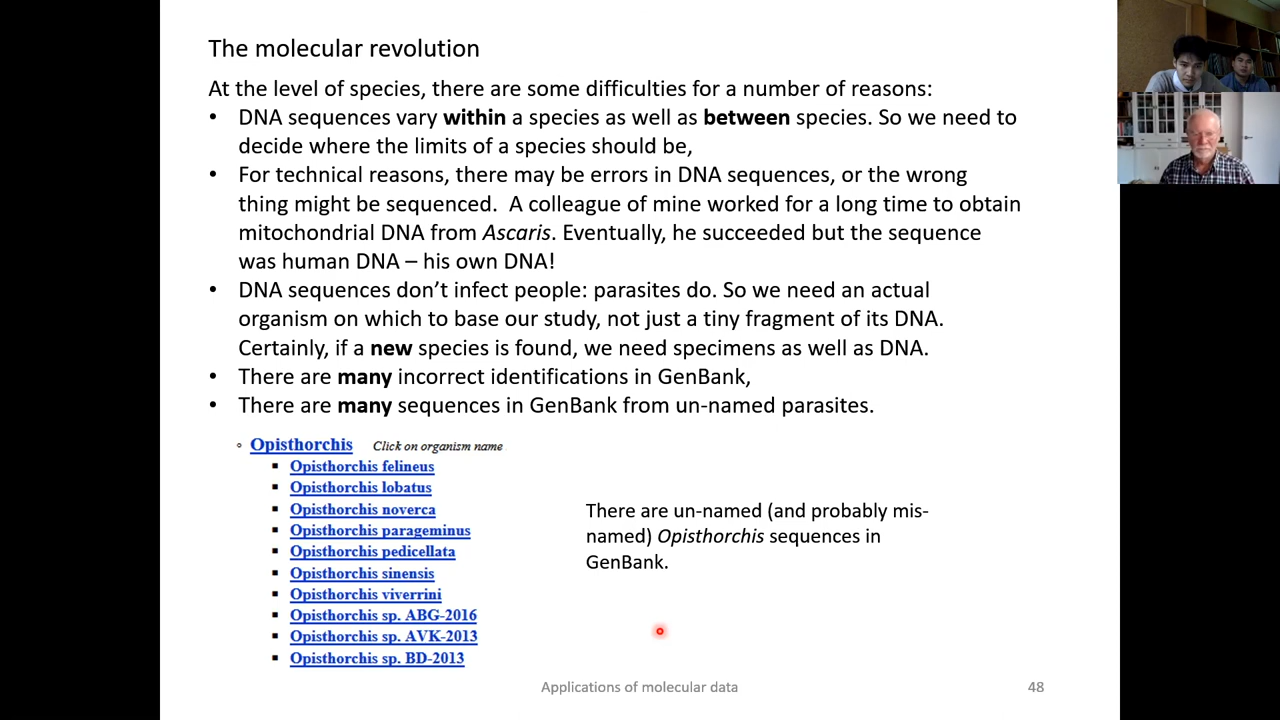 The molecular revolution
At the level of species, there are some difficulties for a number of reasons:
• DNA sequences vary within a species as well as between species. So we need to
decide where the limits of a species should be,
• For technical reasons, there may be errors in DNA sequences, or the wrong
thing might be sequenced.  A colleague of mine worked for a long time to obtain
mitochondrial DNA from Ascaris. Eventually, he succeeded but the sequence
was human DNA – his own DNA!
• DNA sequences don’t infect people: parasites do. So we need an actual
organism on which to base our study, not just a tiny fragment of its DNA.
Certainly, if a new species is found, we need specimens as well as DNA.
• There are many incorrect identifications in GenBank,
• There are many sequences in GenBank from un-named parasites.
Opisthorchis Click on organism name
Opisthorchis felineus
Opisthorchis lobatus
Opisthorchis noverca
Opisthorchis parageminus
Opisthorchis pedicellata
Opisthorchis sinensis
Opisthorchis viverrini
Opisthorchis sp. ABG-2016
Opisthorchis sp. AVK-2013
Opisthorchis sp. BD-2013
There are un-named (and probably mis-
named) Opisthorchis sequences in
GenBank.
Applications of molecular data
48